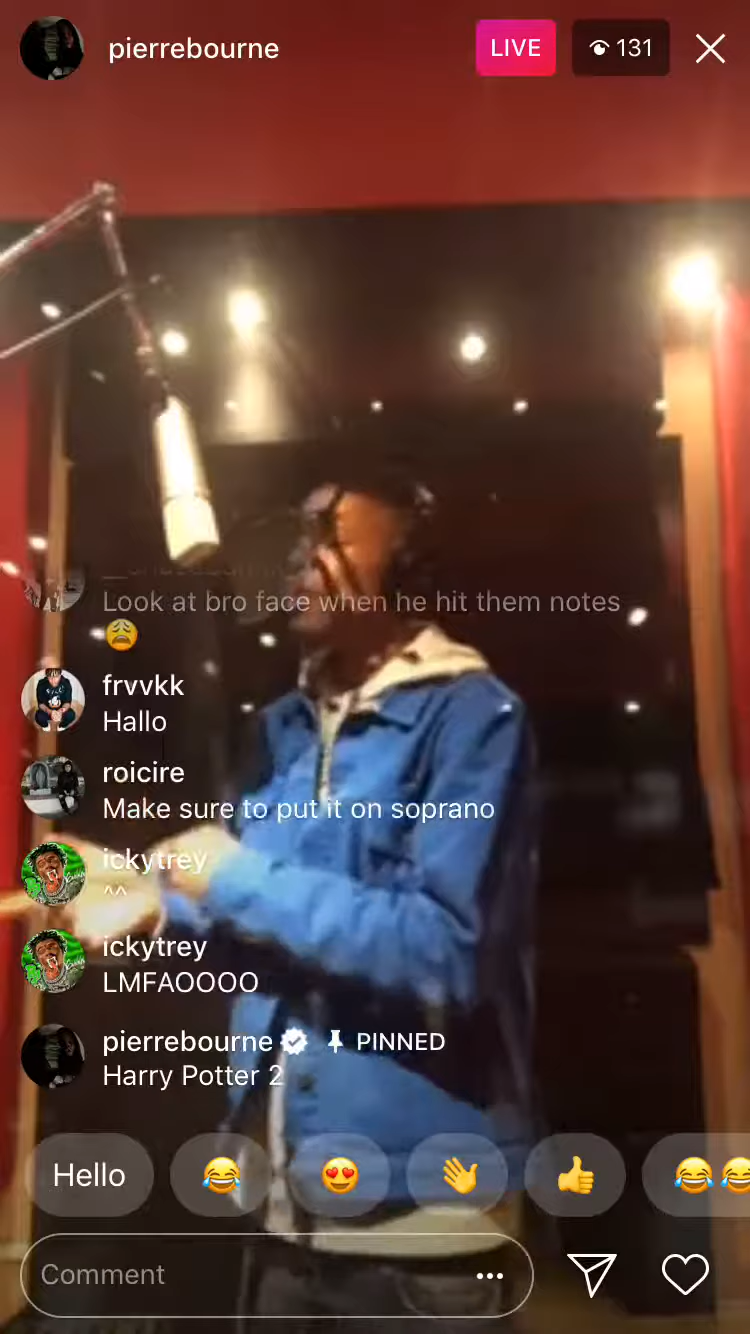 pierrebourne
LIVE
131
Look at bro face when he hit them notes
😩
frvvkk
Hallo
roicire
Make sure to put it on soprano
ickytrey
^^
ickytrey
LMFAOOOO
pierrebourne PINNED
Harry Potter 2
Hello 😂 😍 👋 👍 😂😂
Comment